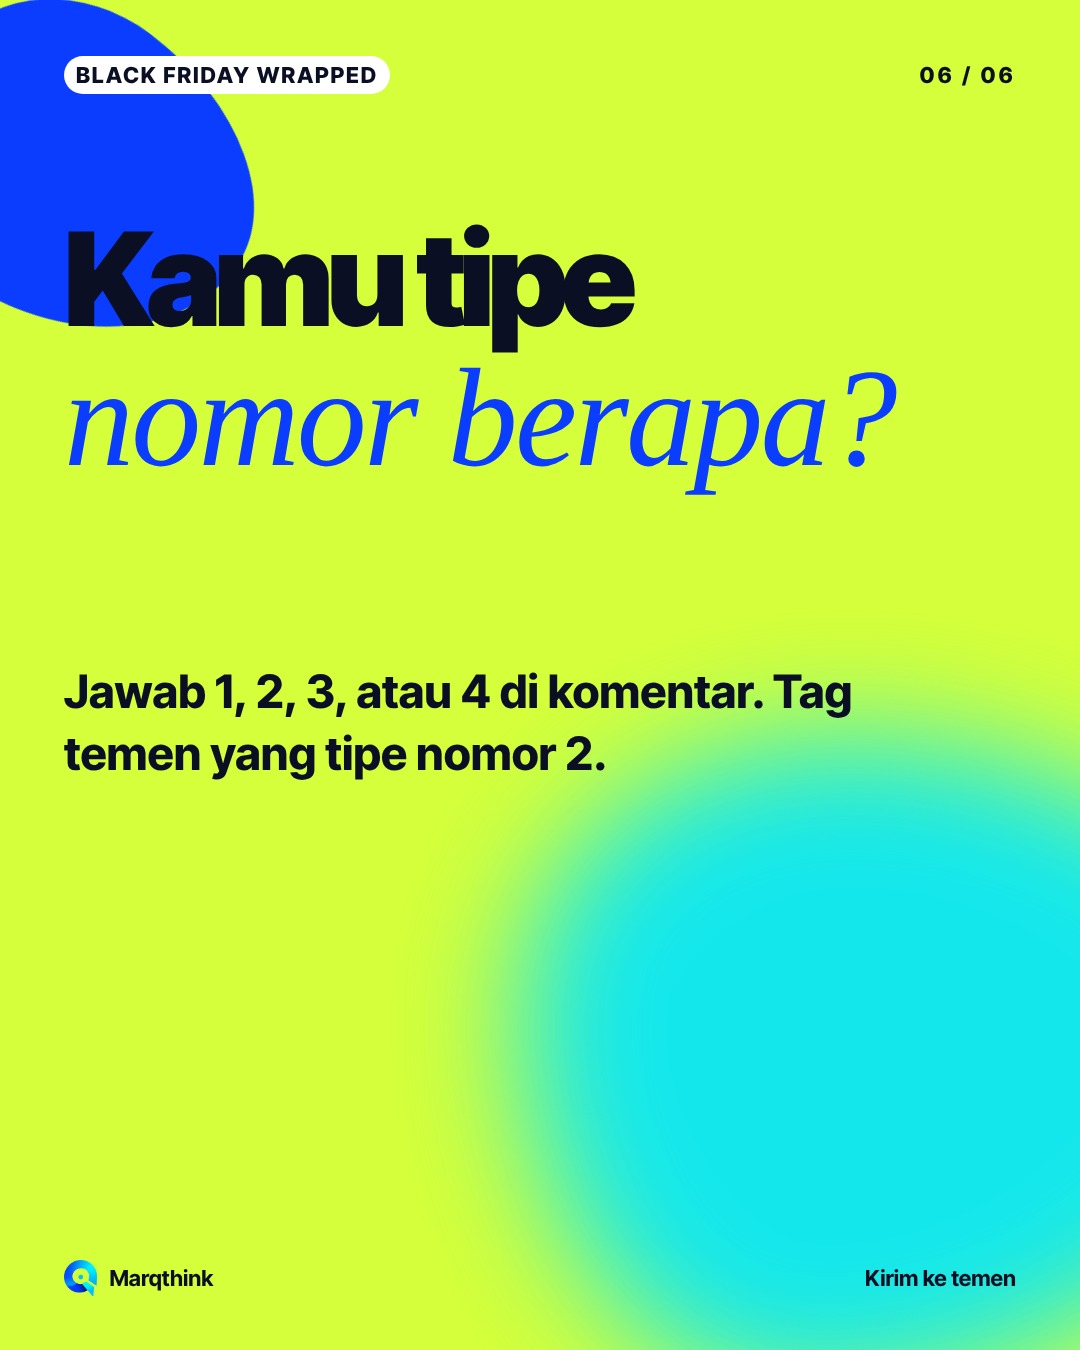 BLACK FRIDAY WRAPPED
06 / 06
Kamu tipe
nomor berapa?
Jawab 1, 2, 3, atau 4 di komentar. Tag
temen yang tipe nomor 2.
Marqthink
Kirim ke temen